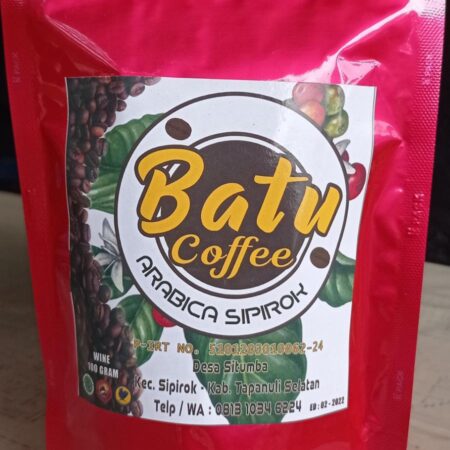 Batu
Coffee
ARABICA SIPIROK
P-IRT NO. 5101203010062-24
Desa Situmba
Kec. Sipirok - Kab. Tapanuli Selatan
Telp / WA : 0813 1034 6224
ED : 02 - 2022
WINE
100 GRAM